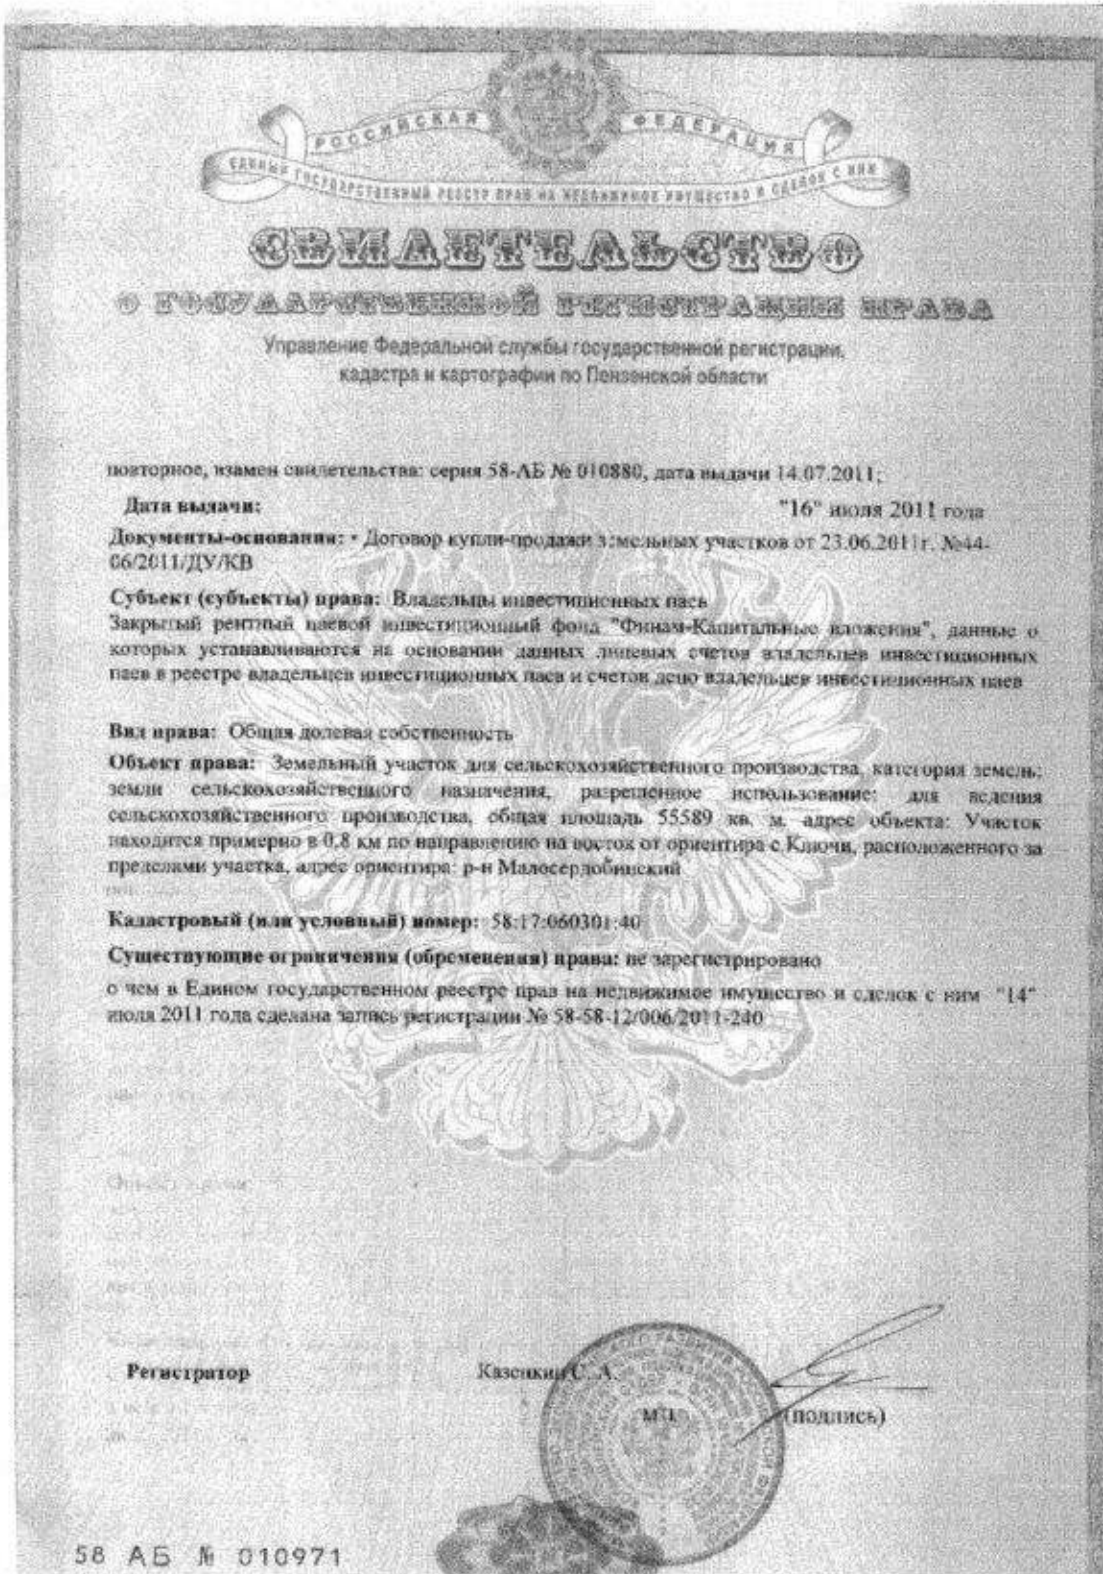 РОССИЙСКАЯ ФЕДЕРАЦИЯ
ЕДИНЫЙ ГОСУДАРСТВЕННЫЙ РЕЕСТР ПРАВ НА НЕДВИЖИМОЕ ИМУЩЕСТВО И СДЕЛОК С НИМ
СВИДЕТЕЛЬСТВО
О ГОСУДАРСТВЕННОЙ РЕГИСТРАЦИИ ПРАВА
Управление Федеральной службы государственной регистрации,
кадастра и картографии по Пензенской области
повторное, взамен свидетельства: серия 58-АБ № 010880, дата выдачи 14.07.2011;
Дата выдачи: "16" июля 2011 года
Документы-основания: • Договор купли-продажи земельных участков от 23.06.2011г. №44-
06/2011/ДУ/КВ
Субъект (субъекты) права: Владельцы инвестиционных паев
Закрытый рентный паевой инвестиционный фонд "Финам-Капитальные вложения", данные о
которых устанавливаются на основании данных лицевых счетов владельцев инвестиционных
паев в реестре владельцев инвестиционных паев и счетов депо владельцев инвестиционных паев
Вид права: Общая долевая собственность
Объект права: Земельный участок для сельскохозяйственного производства, категория земель:
земли сельскохозяйственного назначения, разрешенное использование: для ведения
сельскохозяйственного производства, общая площадь 55589 кв. м, адрес объекта: Участок
находится примерно в 0,8 км по направлению на восток от ориентира с.Ключи, расположенного за
пределами участка, адрес ориентира: р-н Малосердобинский
Кадастровый (или условный) номер: 58:17:060301:40
Существующие ограничения (обременения) права: не зарегистрировано
о чем в Едином государственном реестре прав на недвижимое имущество и сделок с ним "14"
июля 2011 года сделана запись регистрации № 58-58-12/006/2011-240
Регистратор Казенкин С. А.
М.П. (подпись)
58 АБ № 010971